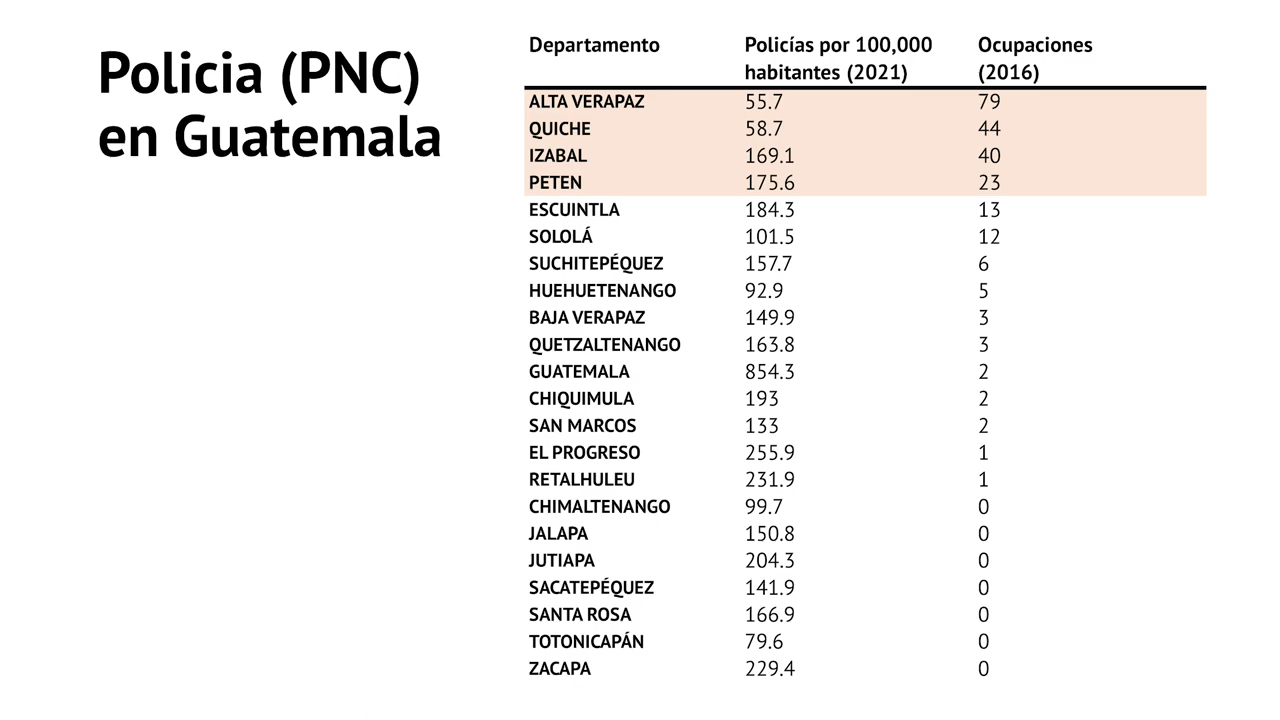 Policia (PNC)
en Guatemala
Departamento Policías por 100,000 habitantes (2021) Ocupaciones (2016)
ALTA VERAPAZ 55.7 79
QUICHE 58.7 44
IZABAL 169.1 40
PETEN 175.6 23
ESCUINTLA 184.3 13
SOLOLÁ 101.5 12
SUCHITEPÉQUEZ 157.7 6
HUEHUETENANGO 92.9 5
BAJA VERAPAZ 149.9 3
QUETZALTENANGO 163.8 3
GUATEMALA 854.3 2
CHIQUIMULA 193 2
SAN MARCOS 133 2
EL PROGRESO 255.9 1
RETALHULEU 231.9 1
CHIMALTENANGO 99.7 0
JALAPA 150.8 0
JUTIAPA 204.3 0
SACATEPÉQUEZ 141.9 0
SANTA ROSA 166.9 0
TOTONICAPÁN 79.6 0
ZACAPA 229.4 0